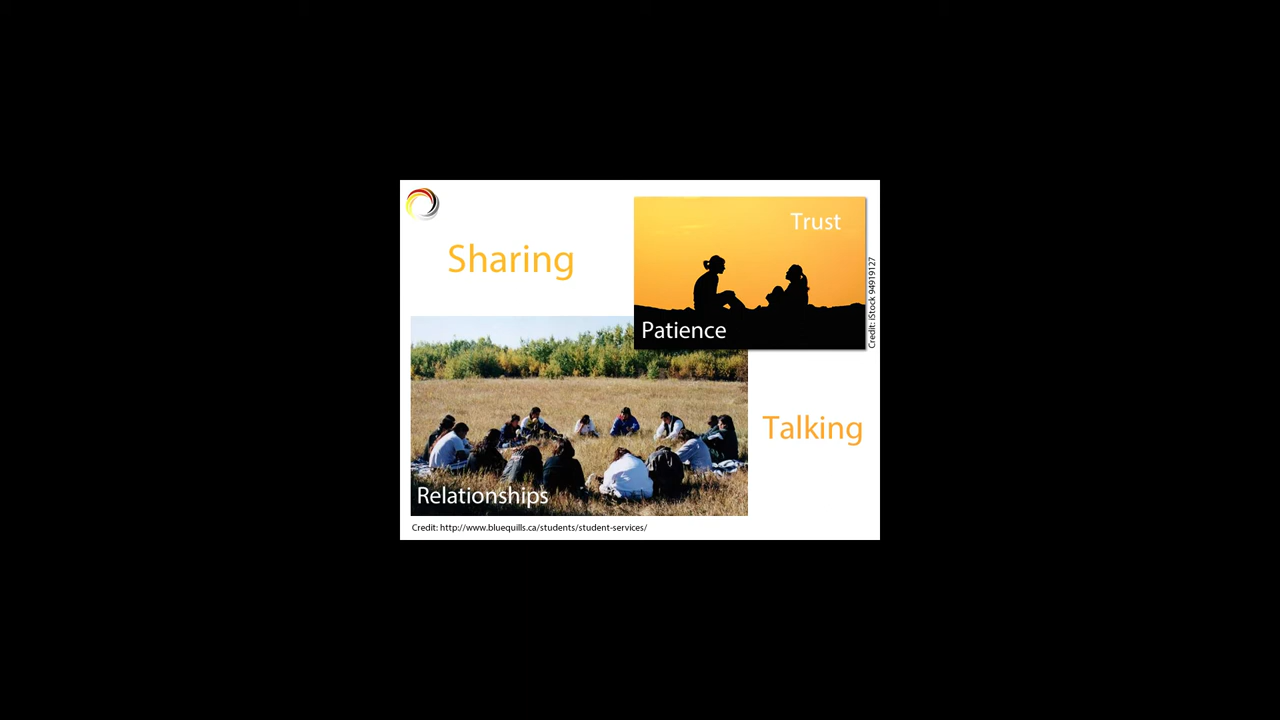 Trust
Sharing
Credit: iStock 94919127
Patience
Talking
Relationships
Credit: http://www.bluequills.ca/students/student-services/